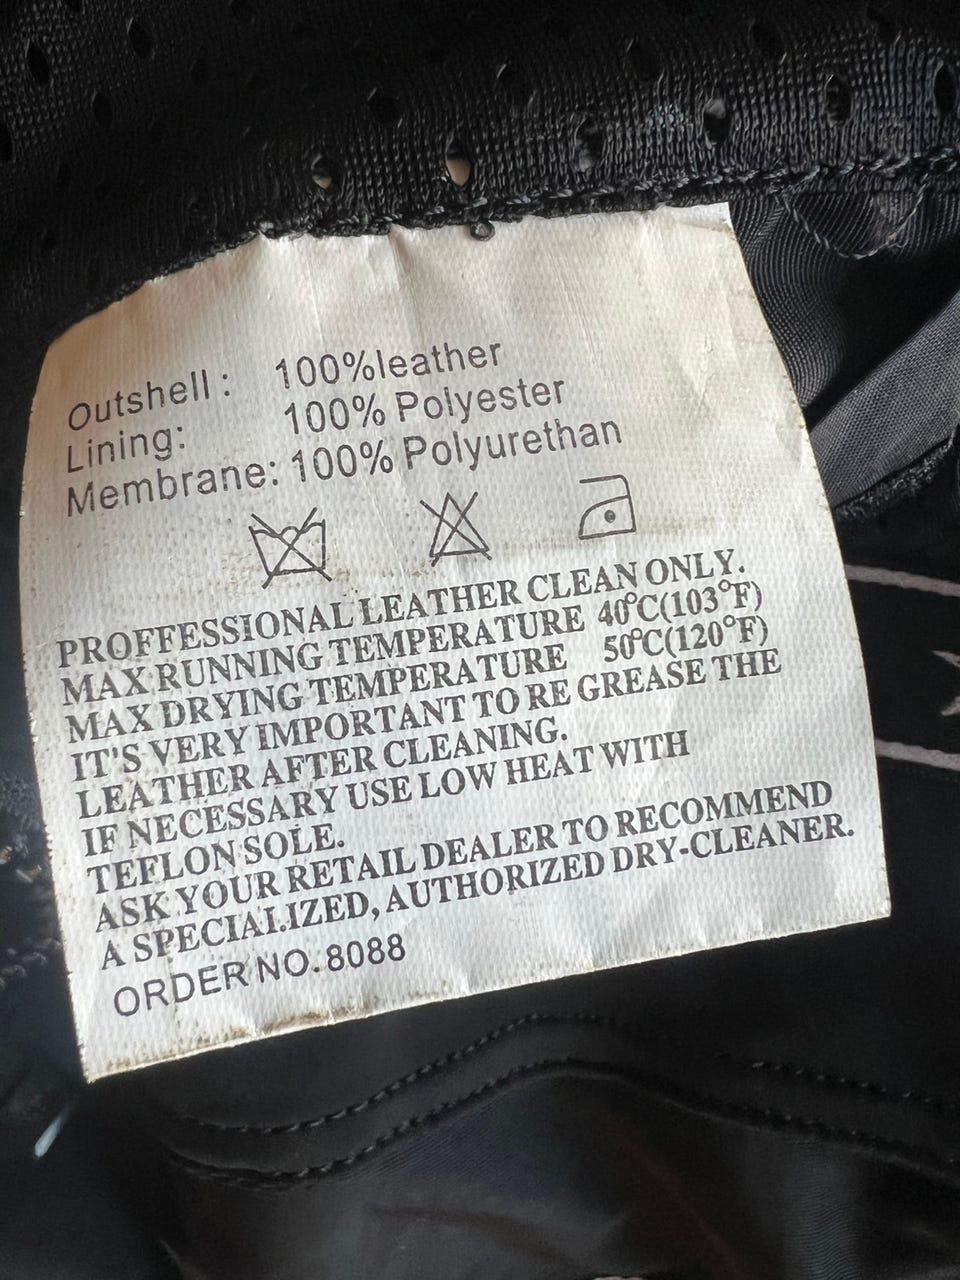 Outshell : 100%leather
Lining: 100% Polyester
Membrane: 100% Polyurethan
PROFFESSIONAL LEATHER CLEAN ONLY.
MAX RUNNING TEMPERATURE 40°C(103°F)
MAX DRYING TEMPERATURE 50°C(120°F)
IT'S VERY IMPORTANT TO RE GREASE THE
LEATHER AFTER CLEANING.
IF NECESSARY USE LOW HEAT WITH
TEFLON SOLE.
ASK YOUR RETAIL DEALER TO RECOMMEND
A SPECIALIZED, AUTHORIZED DRY-CLEANER.
ORDER NO. 8088